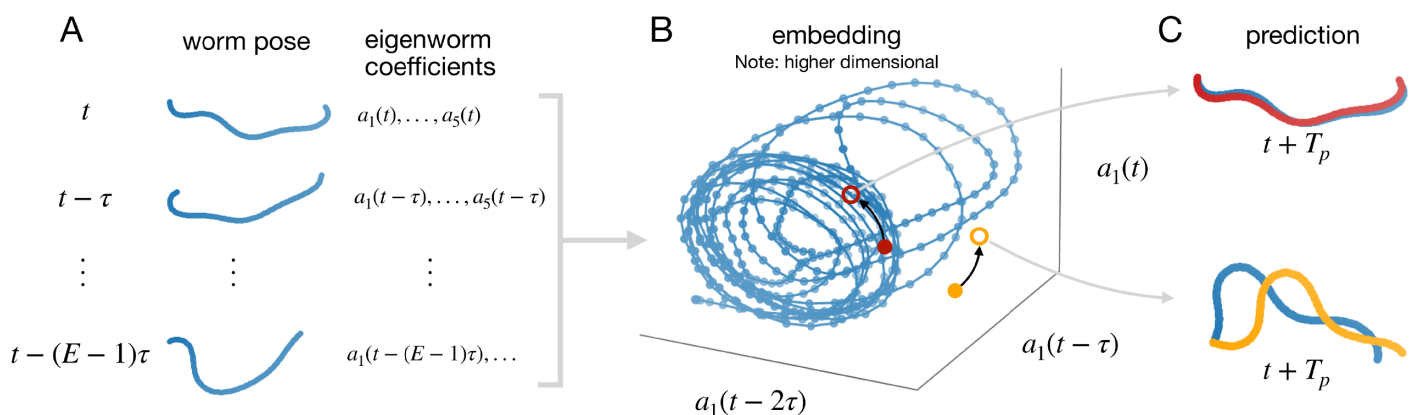 A
worm pose
eigenworm
coefficients
t
a₁(t), . . . , a₅(t)
t − τ
a₁(t − τ), . . . , a₅(t − τ)
⋮ ⋮ ⋮
t − (E − 1)τ
a₁(t − (E − 1)τ), . . .
B
embedding
Note: higher dimensional
a₁(t)
a₁(t − τ)
a₁(t − 2τ)
C
prediction
t + Tₚ
t + Tₚ